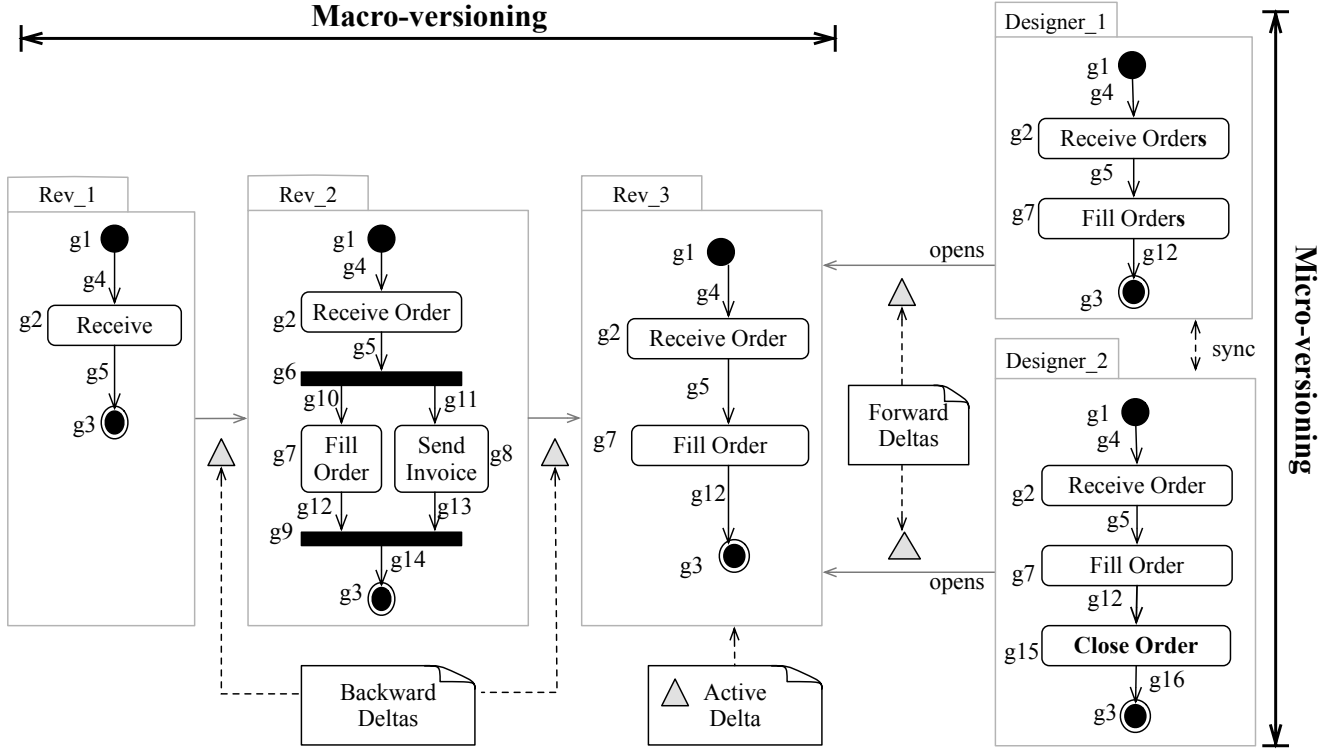 Macro-versioning
Rev_1
g1
g4
g2
Receive
g5
g3
Rev_2
g1
g4
g2
Receive Order
g5
g6
g10
g11
g7
Fill
Order
Send
Invoice
g8
g12
g13
g9
g14
g3
Backward
Deltas
Rev_3
g1
g4
g2
Receive Order
g5
g7
Fill Order
g12
g3
Active
Delta
opens
Forward
Deltas
opens
Designer_1
g1
g4
g2
Receive Orders
g5
g7
Fill Orders
g12
g3
sync
Designer_2
g1
g4
g2
Receive Order
g5
g7
Fill Order
g12
g15
Close Order
g16
g3
Micro-versioning